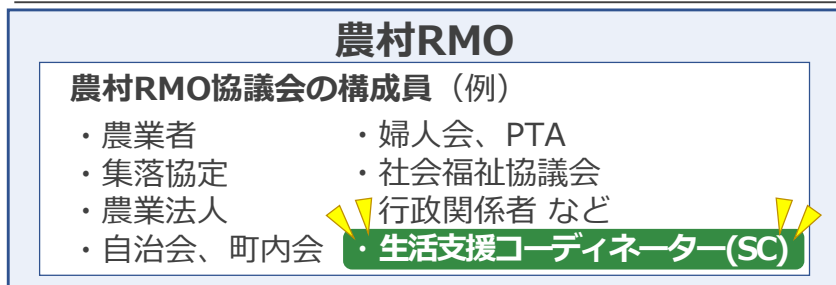 農村RMO
農村RMO協議会の構成員（例）
・農業者
・集落協定
・農業法人
・自治会、町内会
・婦人会、PTA
・社会福祉協議会
行政関係者 など
・生活支援コーディネーター(SC)